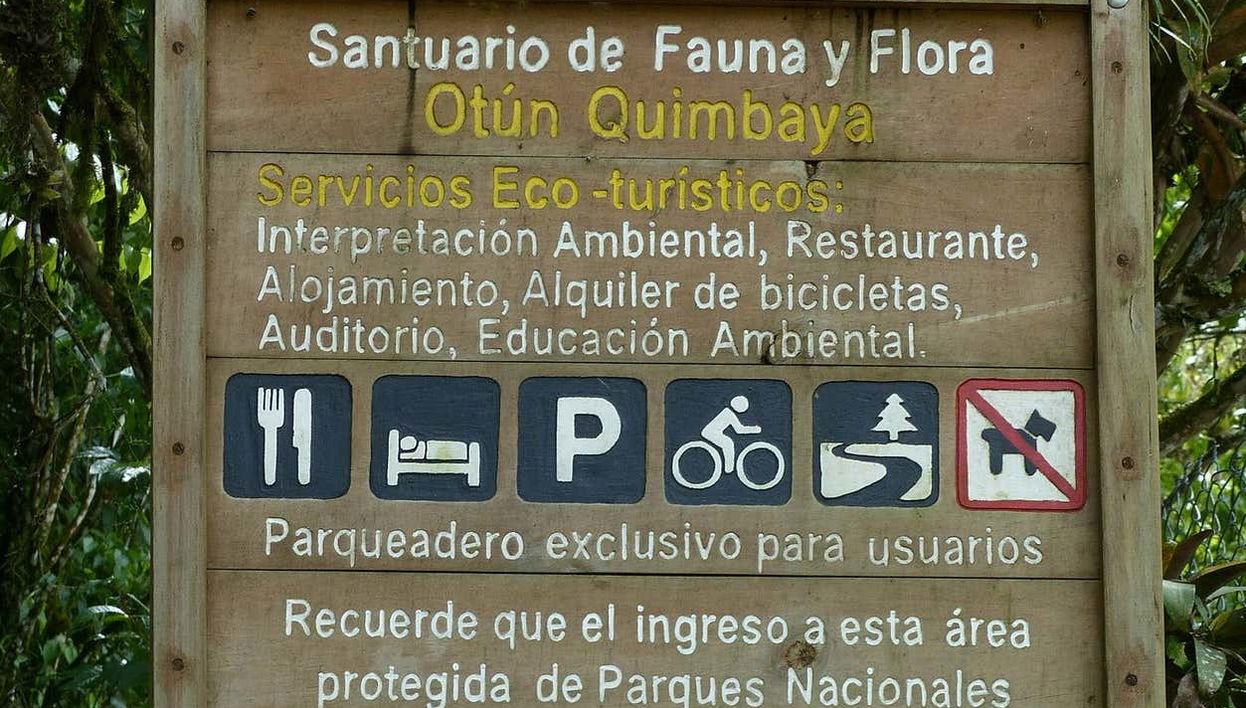 Santuario de Fauna y Flora
Otún Quimbaya
Servicios Eco-turísticos:
Interpretación Ambiental, Restaurante,
Alojamiento, Alquiler de bicicletas,
Auditorio, Educación Ambiental.
P
Parqueadero exclusivo para usuarios
Recuerde que el ingreso a esta área
protegida de Parques Nacionales